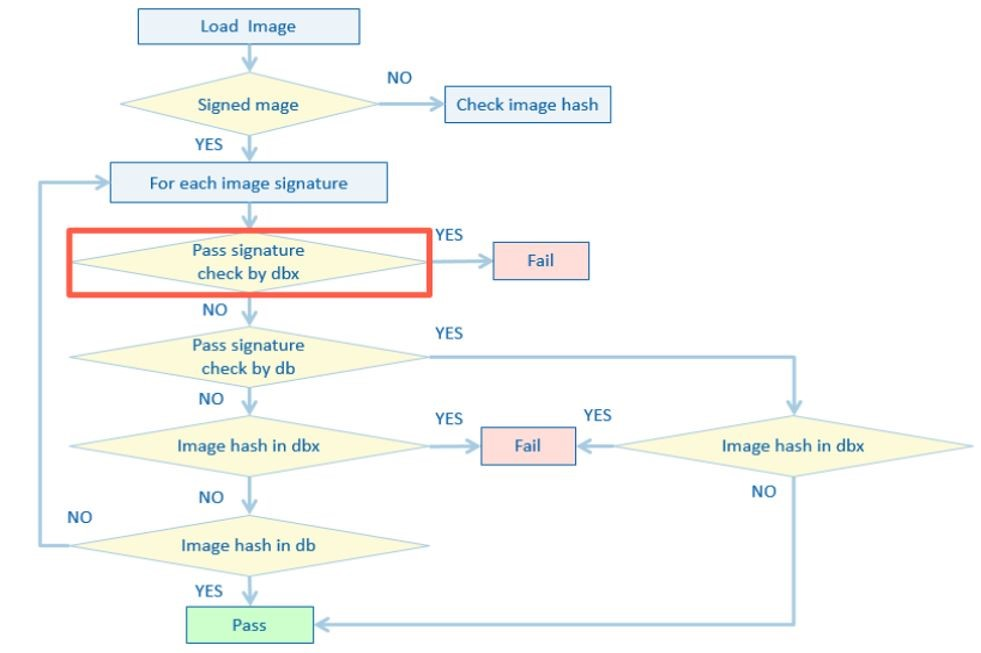 Load Image
NO
Signed mage
Check image hash
YES
For each image signature
YES
Pass signature
check by dbx
Fail
NO
YES
Pass signature
check by db
NO
YES
YES
Image hash in dbx
Fail
Image hash in dbx
NO
NO
NO
Image hash in db
YES
Pass